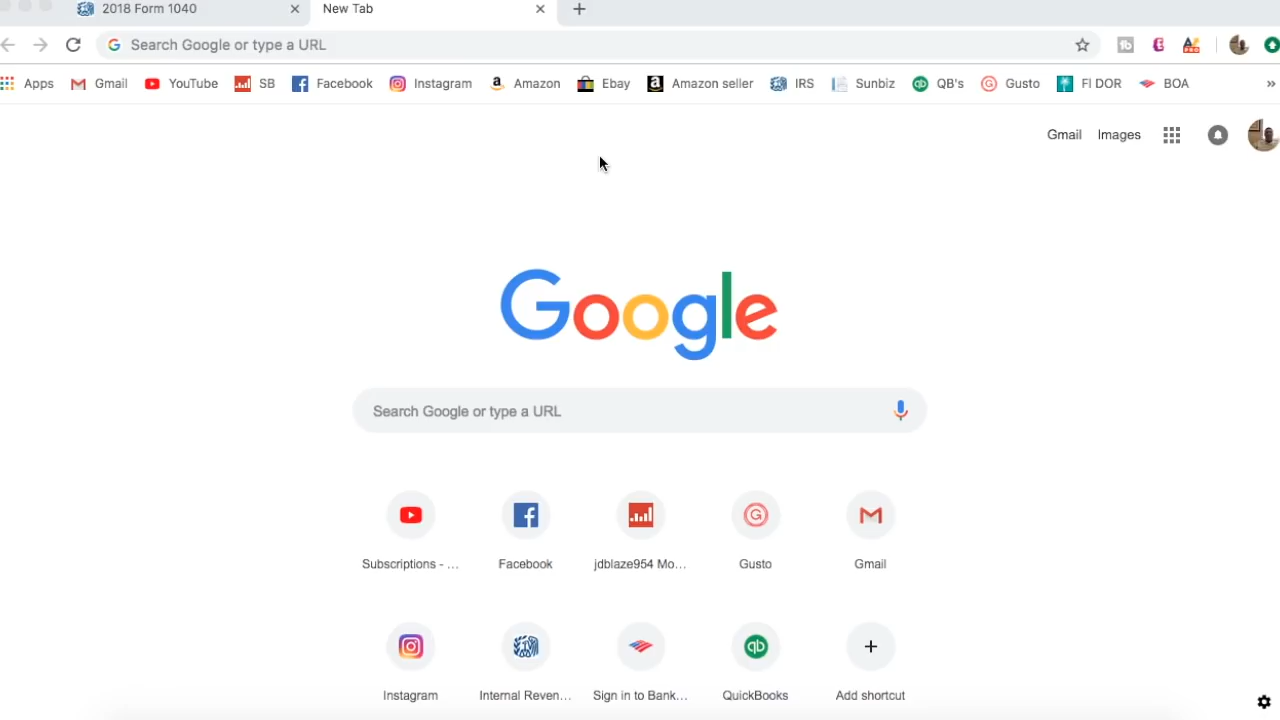 2018 Form 1040 New Tab
Search Google or type a URL
Apps Gmail YouTube SB Facebook Instagram Amazon Ebay Amazon seller IRS Sunbiz QB's Gusto Fl DOR BOA »
Gmail Images
Google
Search Google or type a URL
Subscriptions - ... Facebook jdblaze954 Mo... Gusto Gmail
Instagram Internal Reven... Sign in to Bank... QuickBooks Add shortcut